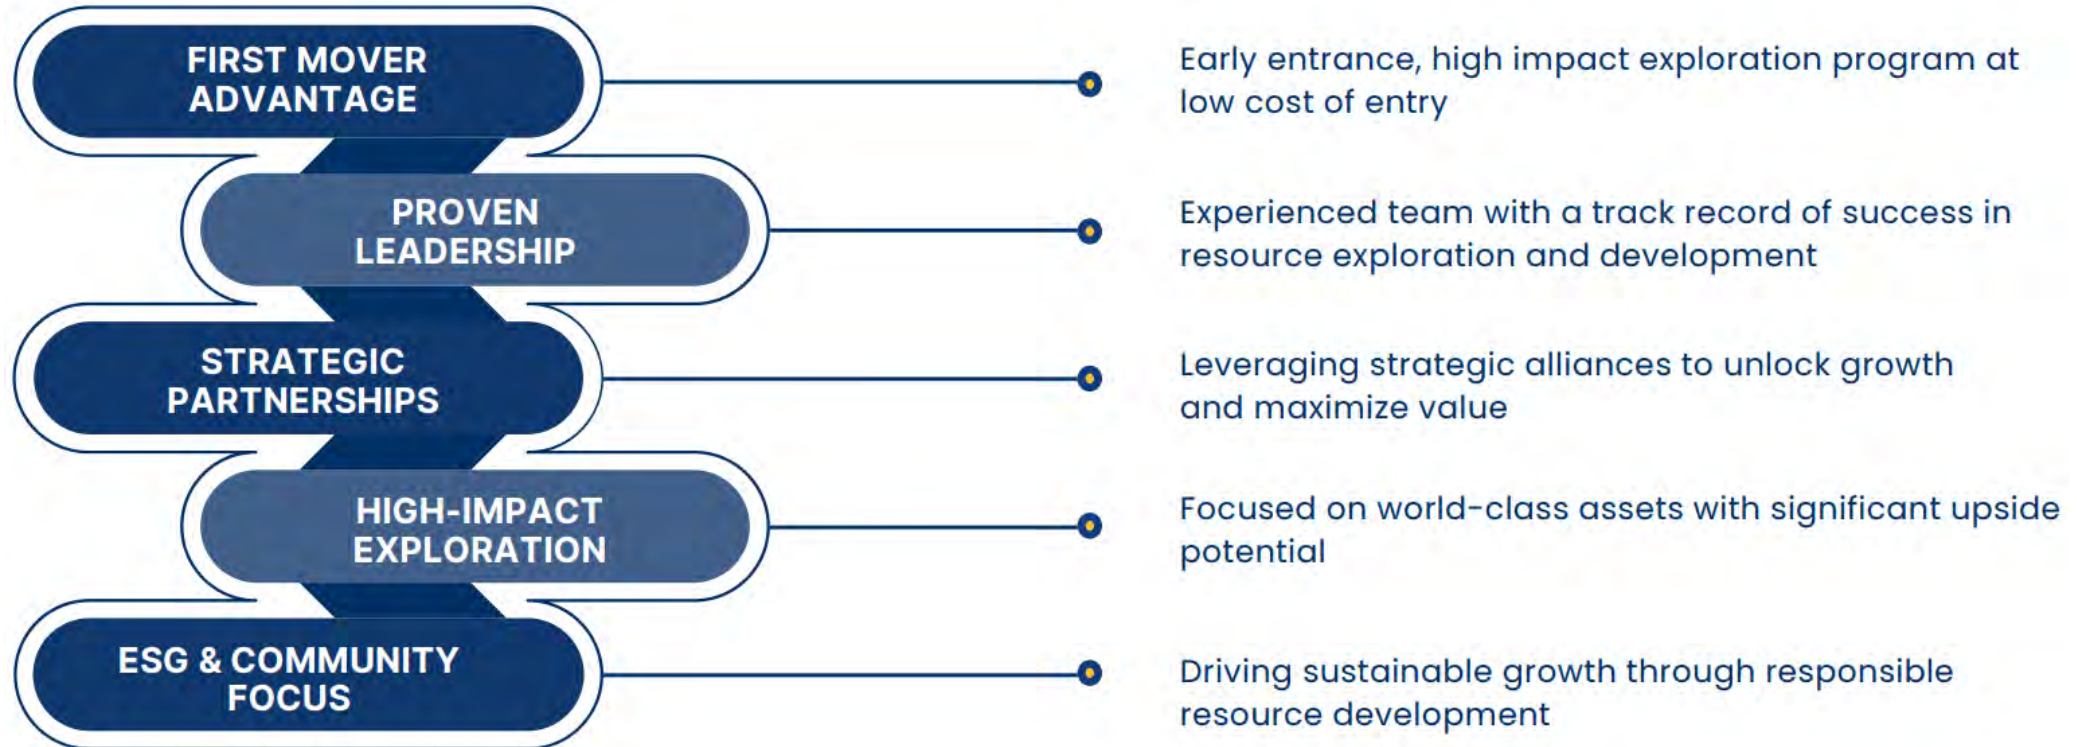 FIRST MOVER
ADVANTAGE
Early entrance, high impact exploration program at
low cost of entry
PROVEN
LEADERSHIP
Experienced team with a track record of success in
resource exploration and development
STRATEGIC
PARTNERSHIPS
Leveraging strategic alliances to unlock growth
and maximize value
HIGH-IMPACT
EXPLORATION
Focused on world-class assets with significant upside
potential
ESG & COMMUNITY
FOCUS
Driving sustainable growth through responsible
resource development